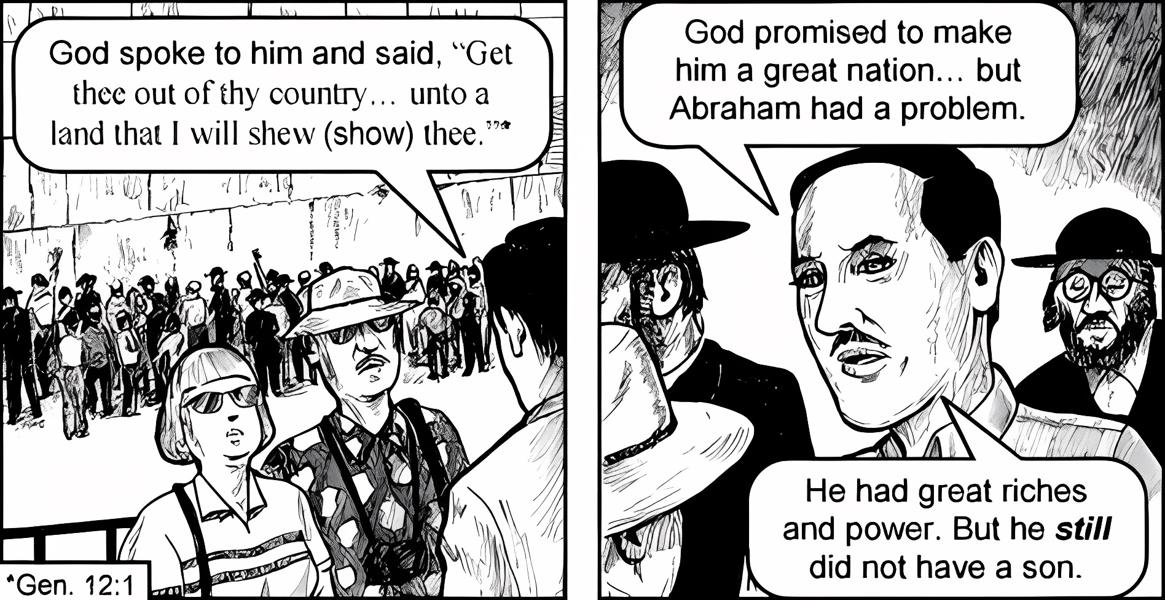 God spoke to him and said, “Get
thee out of thy country... unto a
land that I will shew (show) thee.”*
*Gen. 12:1
God promised to make
him a great nation... but
Abraham had a problem.
He had great riches
and power. But he still
did not have a son.